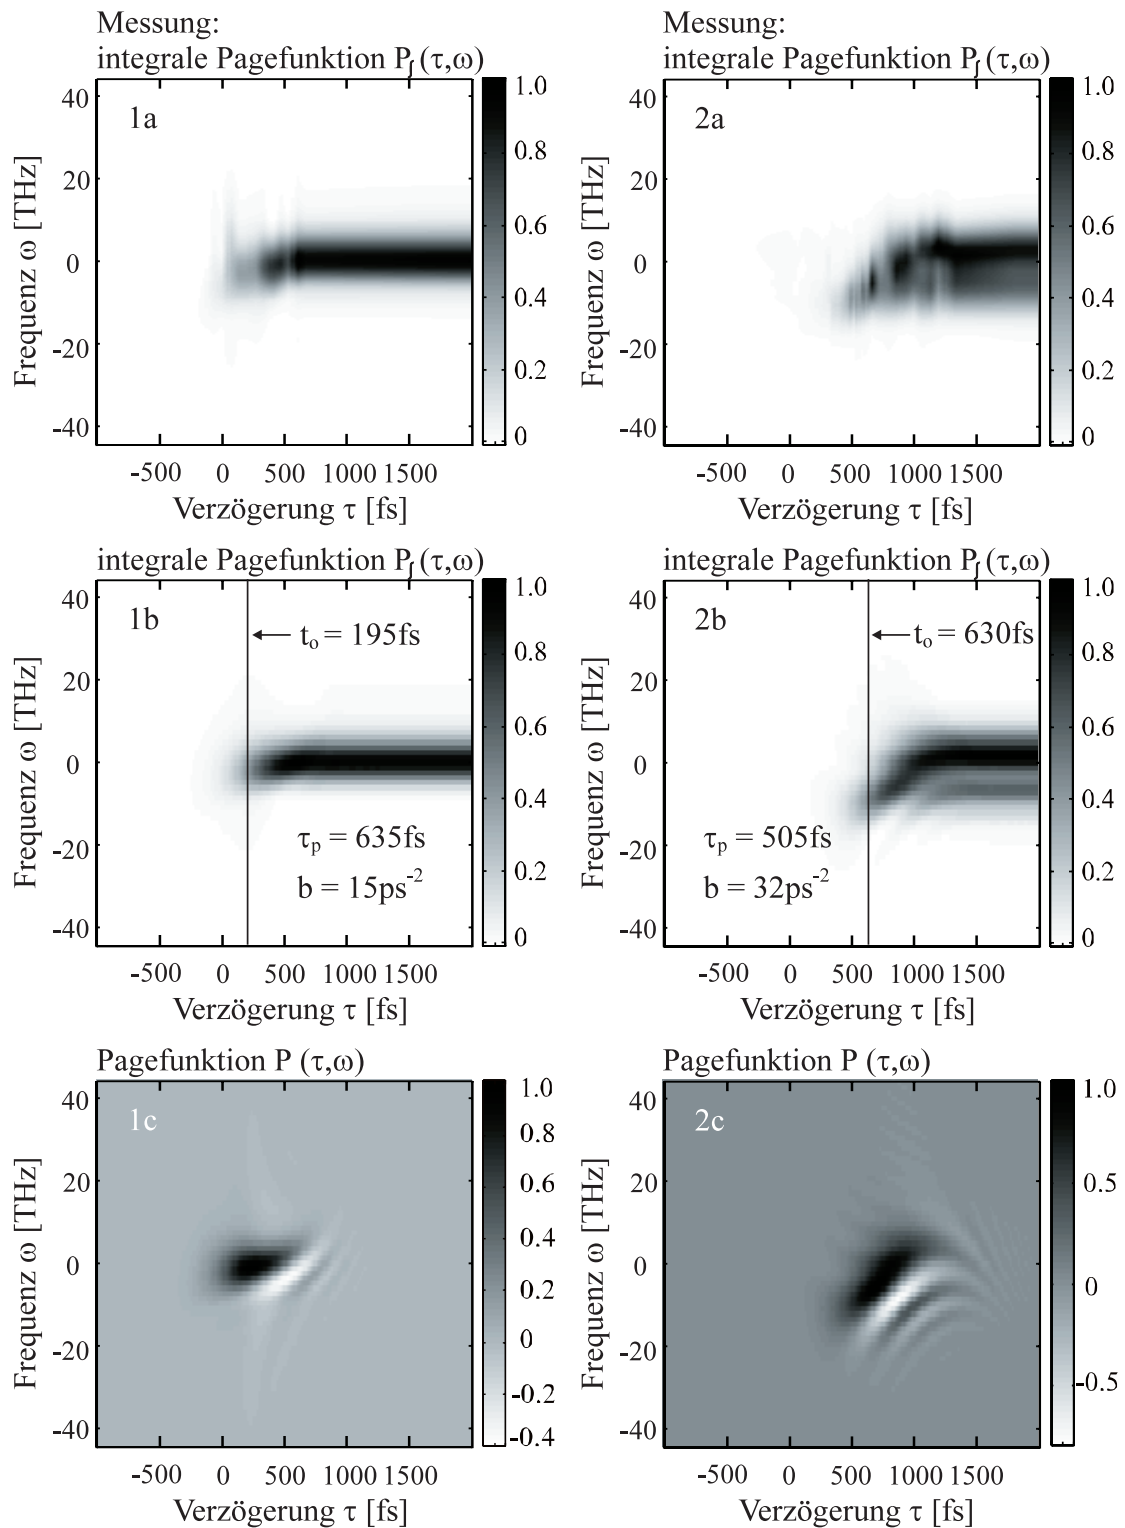 Messung:
integrale Pagefunktion P∫(τ,ω)
1a
40
20
0
-20
-40
Frequenz ω [THz]
-500 0 500 1000 1500
Verzögerung τ [fs]
1.0
0.8
0.6
0.4
0.2
0
Messung:
integrale Pagefunktion P∫(τ,ω)
2a
40
20
0
-20
-40
Frequenz ω [THz]
-500 0 500 1000 1500
Verzögerung τ [fs]
1.0
0.8
0.6
0.4
0.2
0
integrale Pagefunktion P∫(τ,ω)
1b
t₀ = 195fs
τp = 635fs
b = 15ps⁻²
40
20
0
-20
-40
Frequenz ω [THz]
-500 0 500 1000 1500
Verzögerung τ [fs]
1.0
0.8
0.6
0.4
0.2
0
integrale Pagefunktion P∫(τ,ω)
2b
t₀ = 630fs
τp = 505fs
b = 32ps⁻²
40
20
0
-20
-40
Frequenz ω [THz]
-500 0 500 1000 1500
Verzögerung τ [fs]
1.0
0.8
0.6
0.4
0.2
0
Pagefunktion P (τ,ω)
1c
40
20
0
-20
-40
Frequenz ω [THz]
-500 0 500 1000 1500
Verzögerung τ [fs]
1.0
0.8
0.6
0.4
0.2
0
-0.2
-0.4
Pagefunktion P (τ,ω)
2c
40
20
0
-20
-40
Frequenz ω [THz]
-500 0 500 1000 1500
Verzögerung τ [fs]
1.0
0.5
0
-0.5